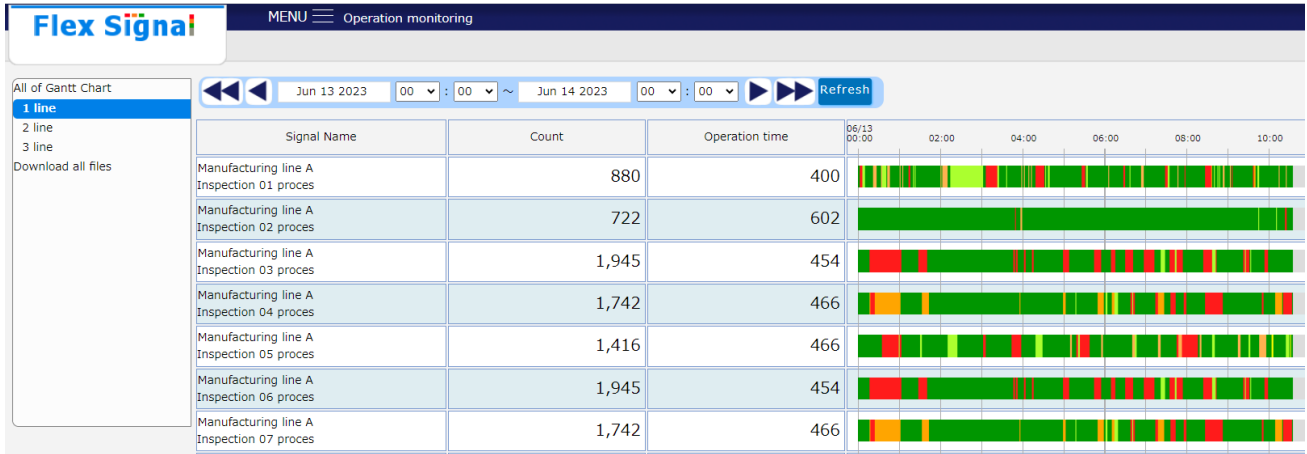 Flex Signal
MENU Operation monitoring
All of Gantt Chart
1 line
2 line
3 line
Download all files
Jun 13 2023 00 : 00 ～ Jun 14 2023 00 : 00 Refresh
Signal Name Count Operation time 06/13
00:00 02:00 04:00 06:00 08:00 10:00
Manufacturing line A
Inspection 01 proces 880 400
Manufacturing line A
Inspection 02 proces 722 602
Manufacturing line A
Inspection 03 proces 1,945 454
Manufacturing line A
Inspection 04 proces 1,742 466
Manufacturing line A
Inspection 05 proces 1,416 466
Manufacturing line A
Inspection 06 proces 1,945 454
Manufacturing line A
Inspection 07 proces 1,742 466